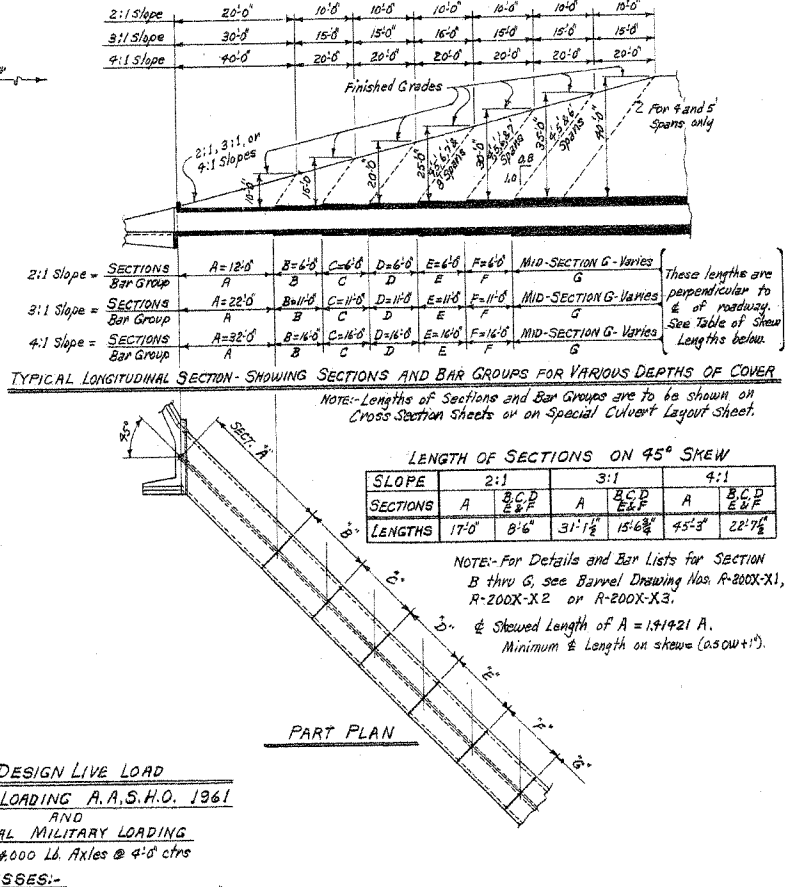 2:1 Slope 20'-0" 10'-0" 10'-0" 10'-0" 10'-0" 10'-0" 10'-0"
3:1 Slope 30'-0" 15'-0" 15'-0" 15'-0" 15'-0" 15'-0"
4:1 Slope 40'-0" 20'-0" 20'-0" 20'-0" 20'-0" 20'-0" 20'-0"
Finished Grades
2:1, 3:1, or
4:1 Slopes
10'-0"
15'-0"
20'-0"
25'-0"
Spans
30'-0"
Spans
35'-0"
Spans
40'-0"
For 4' and 5'
Spans only
0.8
1.0
2:1 Slope = SECTIONS A=12'-0" B=6'-0" C=6'-0" D=6'-0" E=6'-0" F=6'-0" MID-SECTION G-Varies
Bar Group A B C D E F G
3:1 Slope = SECTIONS A=22'-0" B=11'-0" C=11'-0" D=11'-0" E=11'-0" F=11'-0" MID-SECTION G-Varies
Bar Group A B C D E F G
4:1 Slope = SECTIONS A=32'-0" B=16'-0" C=16'-0" D=16'-0" E=16'-0" F=16'-0" MID-SECTION G-Varies
Bar Group A B C D E F G
These lengths are
perpendicular to
℄ of roadway.
See Table of Skew
Lengths below.
TYPICAL LONGITUDINAL SECTION - SHOWING SECTIONS AND BAR GROUPS FOR VARIOUS DEPTHS OF COVER
NOTE:-Lengths of Sections and Bar Groups are to be shown on
Cross Section Sheets or on Special Culvert Layout Sheet.
45°
SECT. "A"
"B"
"C"
"D"
"E"
"F"
"G"
LENGTH OF SECTIONS ON 45° SKEW
SLOPE 2:1 3:1 4:1
SECTIONS A B,C,D E&F A B,C,D E&F A B,C,D E&F
LENGTHS 17'-0" 8'-6" 31'-1½" 15'-6¾" 45'-3" 22'-7½"
NOTE:-For Details and Bar Lists for SECTION
B thru G, see Barrel Drawing Nos. R-200X-X1,
R-200X-X2 or R-200X-X3.
℄ Skewed Length of A = 1.41421 A.
Minimum ℄ Length on skew= (0.5OW+1").
PART PLAN
DESIGN LIVE LOAD
LOADING A.A.S.H.O. 1961
AND
AL MILITARY LOADING
4,000 Lb. Axles @ 4'-0" ctrs
SSES:-